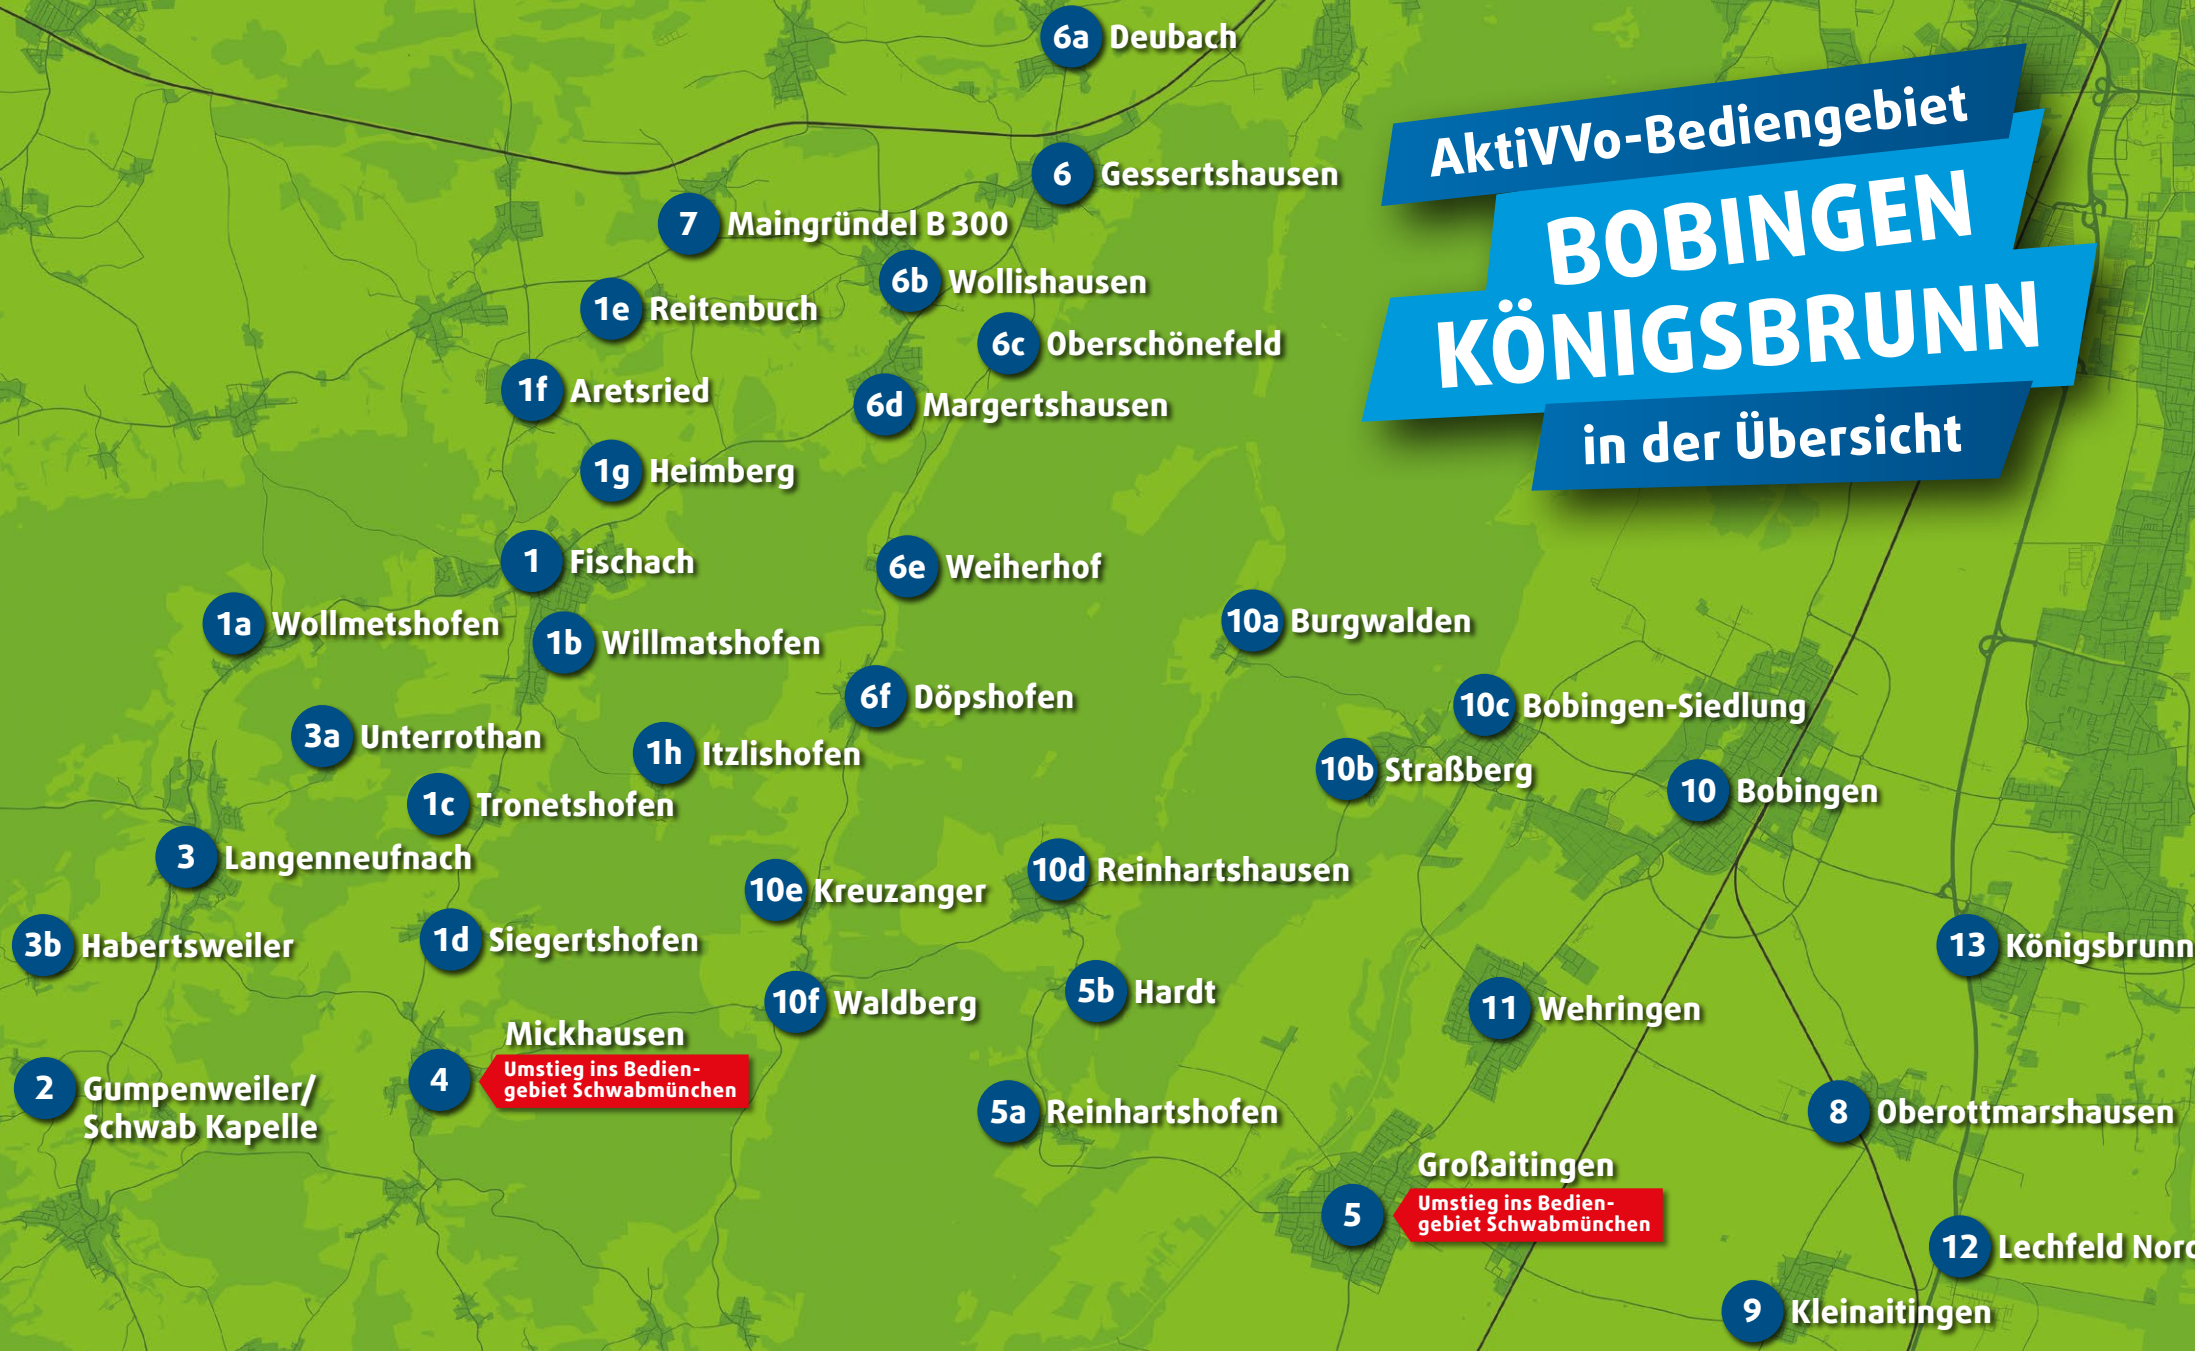 6a Deubach
AktiVVo-Bediengebiet
BOBINGEN
KÖNIGSBRUNN
in der Übersicht
6 Gessertshausen
7 Maingründel B 300
6b Wollishausen
1e Reitenbuch
6c Oberschönefeld
1f Aretsried
6d Margertshausen
1g Heimberg
1 Fischach
6e Weiherhof
1a Wollmetshofen
10a Burgwalden
1b Willmatshofen
6f Döpshofen
10c Bobingen-Siedlung
3a Unterrothan
1h Itzlishofen
10b Straßberg
10 Bobingen
1c Tronetshofen
3 Langenneufnach
10d Reinhartshausen
10e Kreuzanger
3b Habertsweiler
1d Siegertshofen
13 Königsbrunn
5b Hardt
10f Waldberg
11 Wehringen
Mickhausen
4 Umstieg ins Bedien-
gebiet Schwabmünchen
2 Gumpenweiler/
Schwab Kapelle
5a Reinhartshofen
8 Oberottmarshausen
Großaitingen
5 Umstieg ins Bedien-
gebiet Schwabmünchen
12 Lechfeld Nord
9 Kleinaitingen